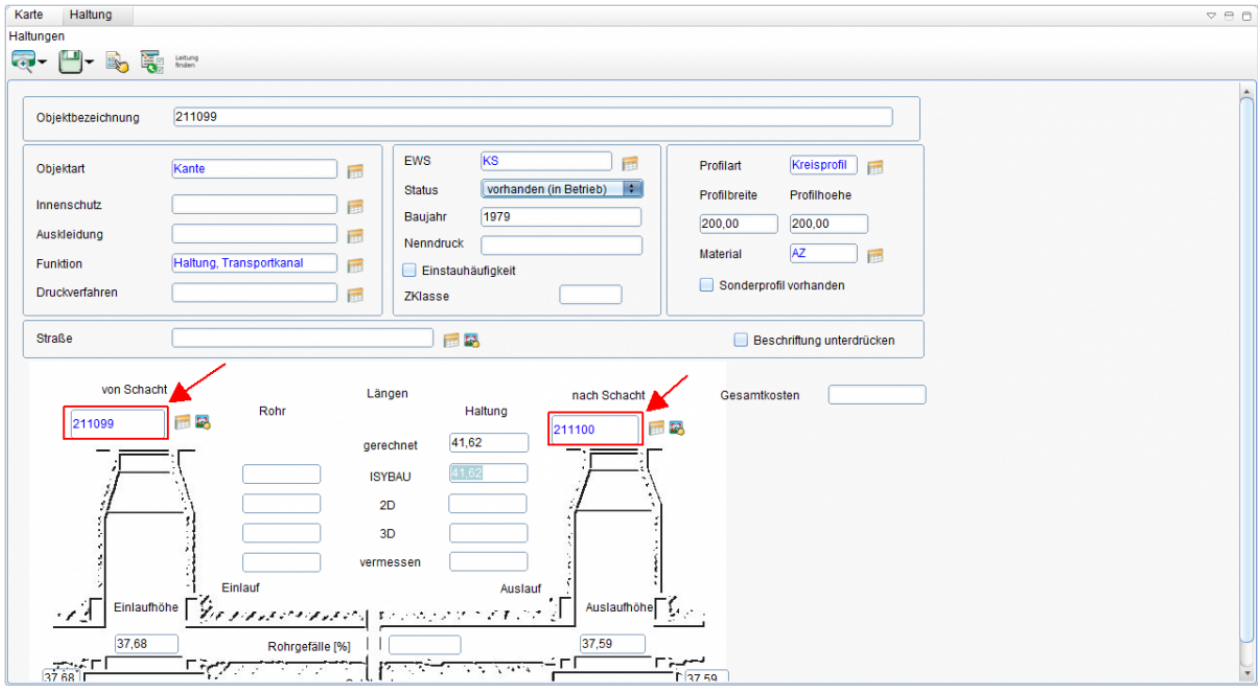 Karte Haltung
Haltungen
Leitung
finden
Objektbezeichnung 211099
Objektart Kante
Innenschutz
Auskleidung
Funktion Haltung, Transportkanal
Druckverfahren
EWS KS
Status vorhanden (in Betrieb)
Baujahr 1979
Nenndruck
Einstauhäufigkeit
ZKlasse
Profilart Kreisprofil
Profilbreite Profilhoehe
200,00 200,00
Material AZ
Sonderprofil vorhanden
Straße Beschriftung unterdrücken
von Schacht Längen nach Schacht Gesamtkosten
Rohr Haltung
211099 211100
gerechnet 41,62
ISYBAU 41,62
2D
3D
vermessen
Einlauf Auslauf
Einlaufhöhe Auslaufhöhe
37,68 Rohrgefälle [%] 37,59
37,68 37,59